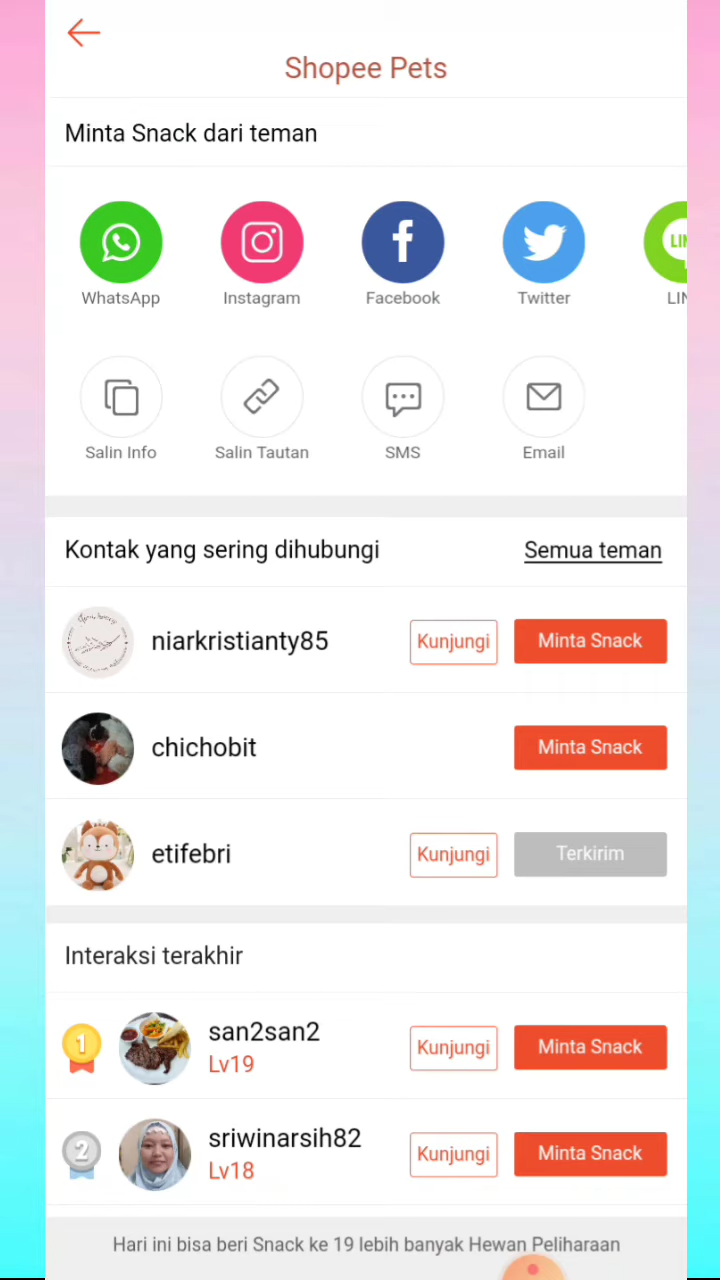 Shopee Pets
Minta Snack dari teman
WhatsApp
Instagram
Facebook
Twitter
Salin Info
Salin Tautan
SMS
Email
Kontak yang sering dihubungi
Semua teman
niarkristianty85
Kunjungi
Minta Snack
chichobit
Minta Snack
etifebri
Kunjungi
Terkirim
Interaksi terakhir
1
san2san2
Lv19
Kunjungi
Minta Snack
2
sriwinarsih82
Lv18
Kunjungi
Minta Snack
Hari ini bisa beri Snack ke 19 lebih banyak Hewan Peliharaan